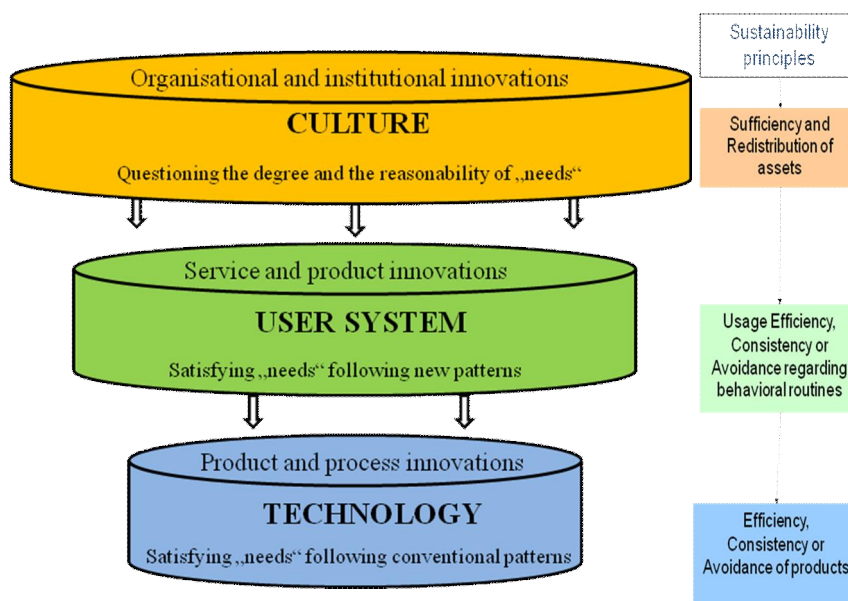 Sustainability
principles
Organisational and institutional innovations
CULTURE
Questioning the degree and the reasonability of „needs“
Sufficiency and
Redistribution of
assets
Service and product innovations
USER SYSTEM
Satisfying „needs“ following new patterns
Usage Efficiency,
Consistency or
Avoidance regarding
behavioral routines
Product and process innovations
TECHNOLOGY
Satisfying „needs“ following conventional patterns
Efficiency,
Consistency or
Avoidance of products